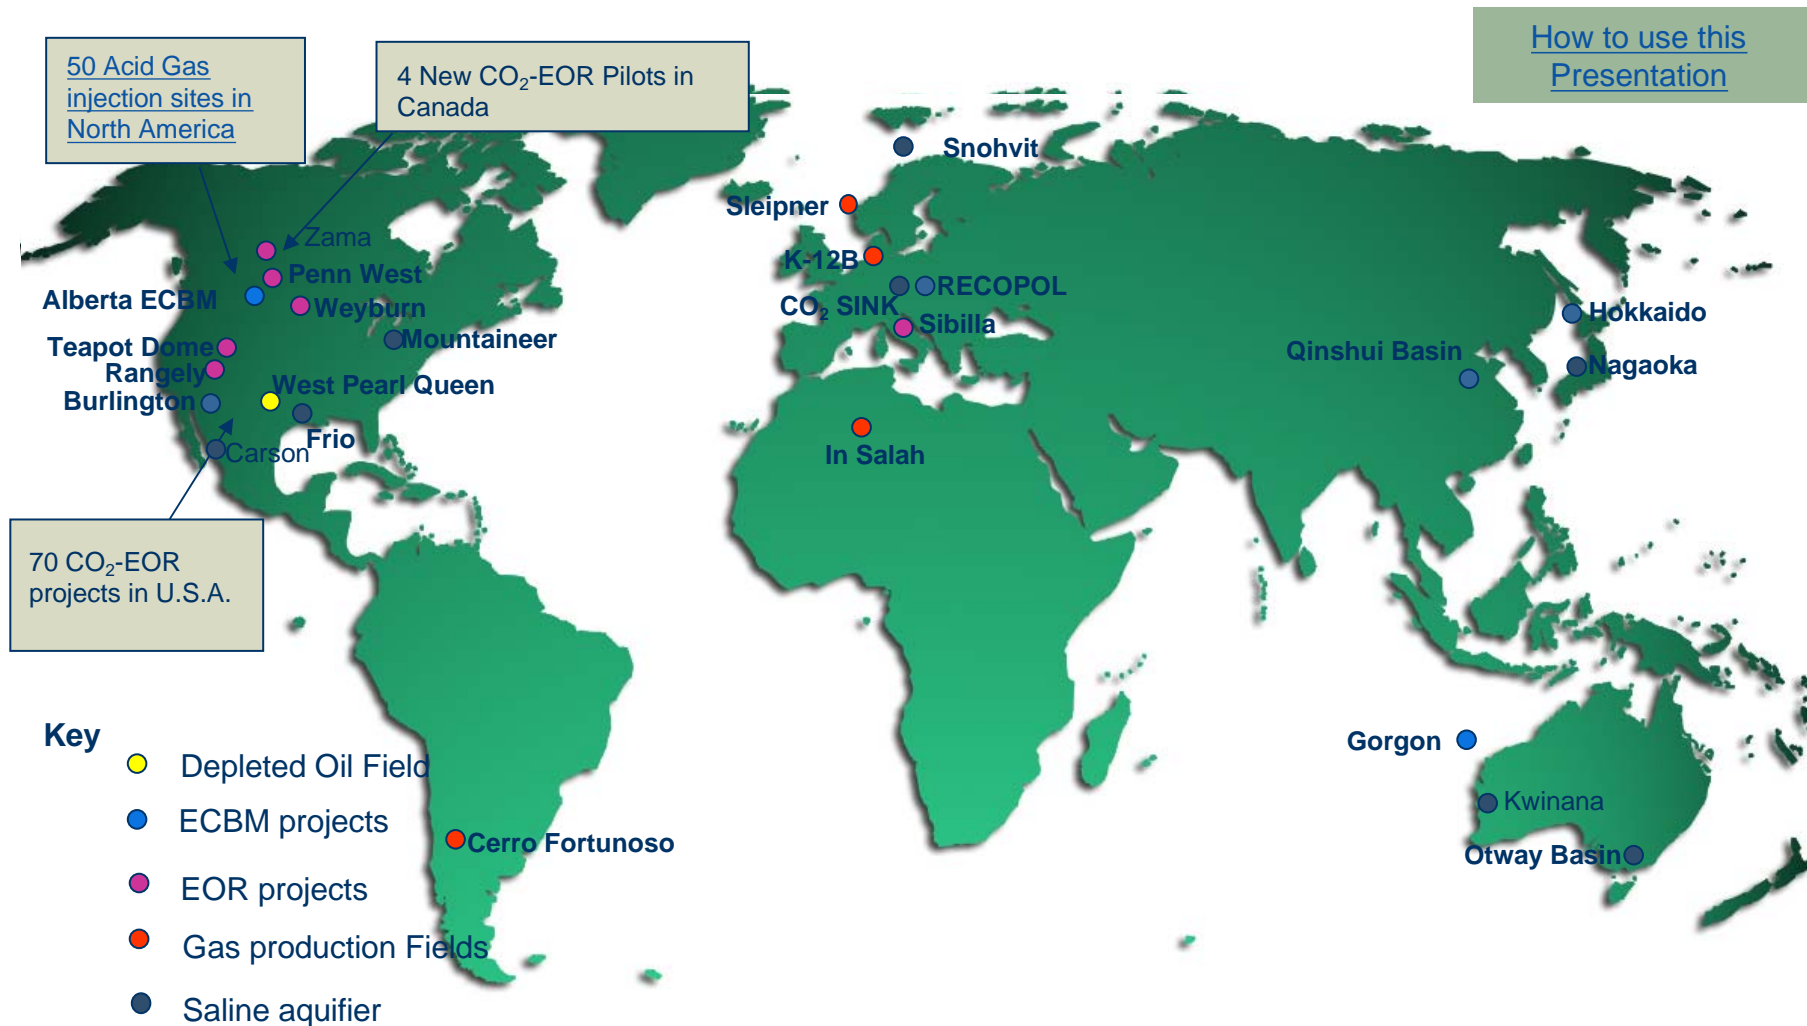 How to use this
Presentation
50 Acid Gas
injection sites in
North America
4 New CO₂-EOR Pilots in
Canada
Snohvit
Sleipner
Zama
K-12B
Penn West
Alberta ECBM
Weyburn
RECOPOL
CO₂ SINK
Sibilla
Hokkaido
Mountaineer
Teapot Dome
Qinshui Basin
Nagaoka
Rangely
West Pearl Queen
Burlington
Frio
Carson
In Salah
70 CO₂-EOR
projects in U.S.A.
Key
Depleted Oil Field
ECBM projects
EOR projects
Gas production Fields
Saline aquifier
Gorgon
Kwinana
Cerro Fortunoso
Otway Basin